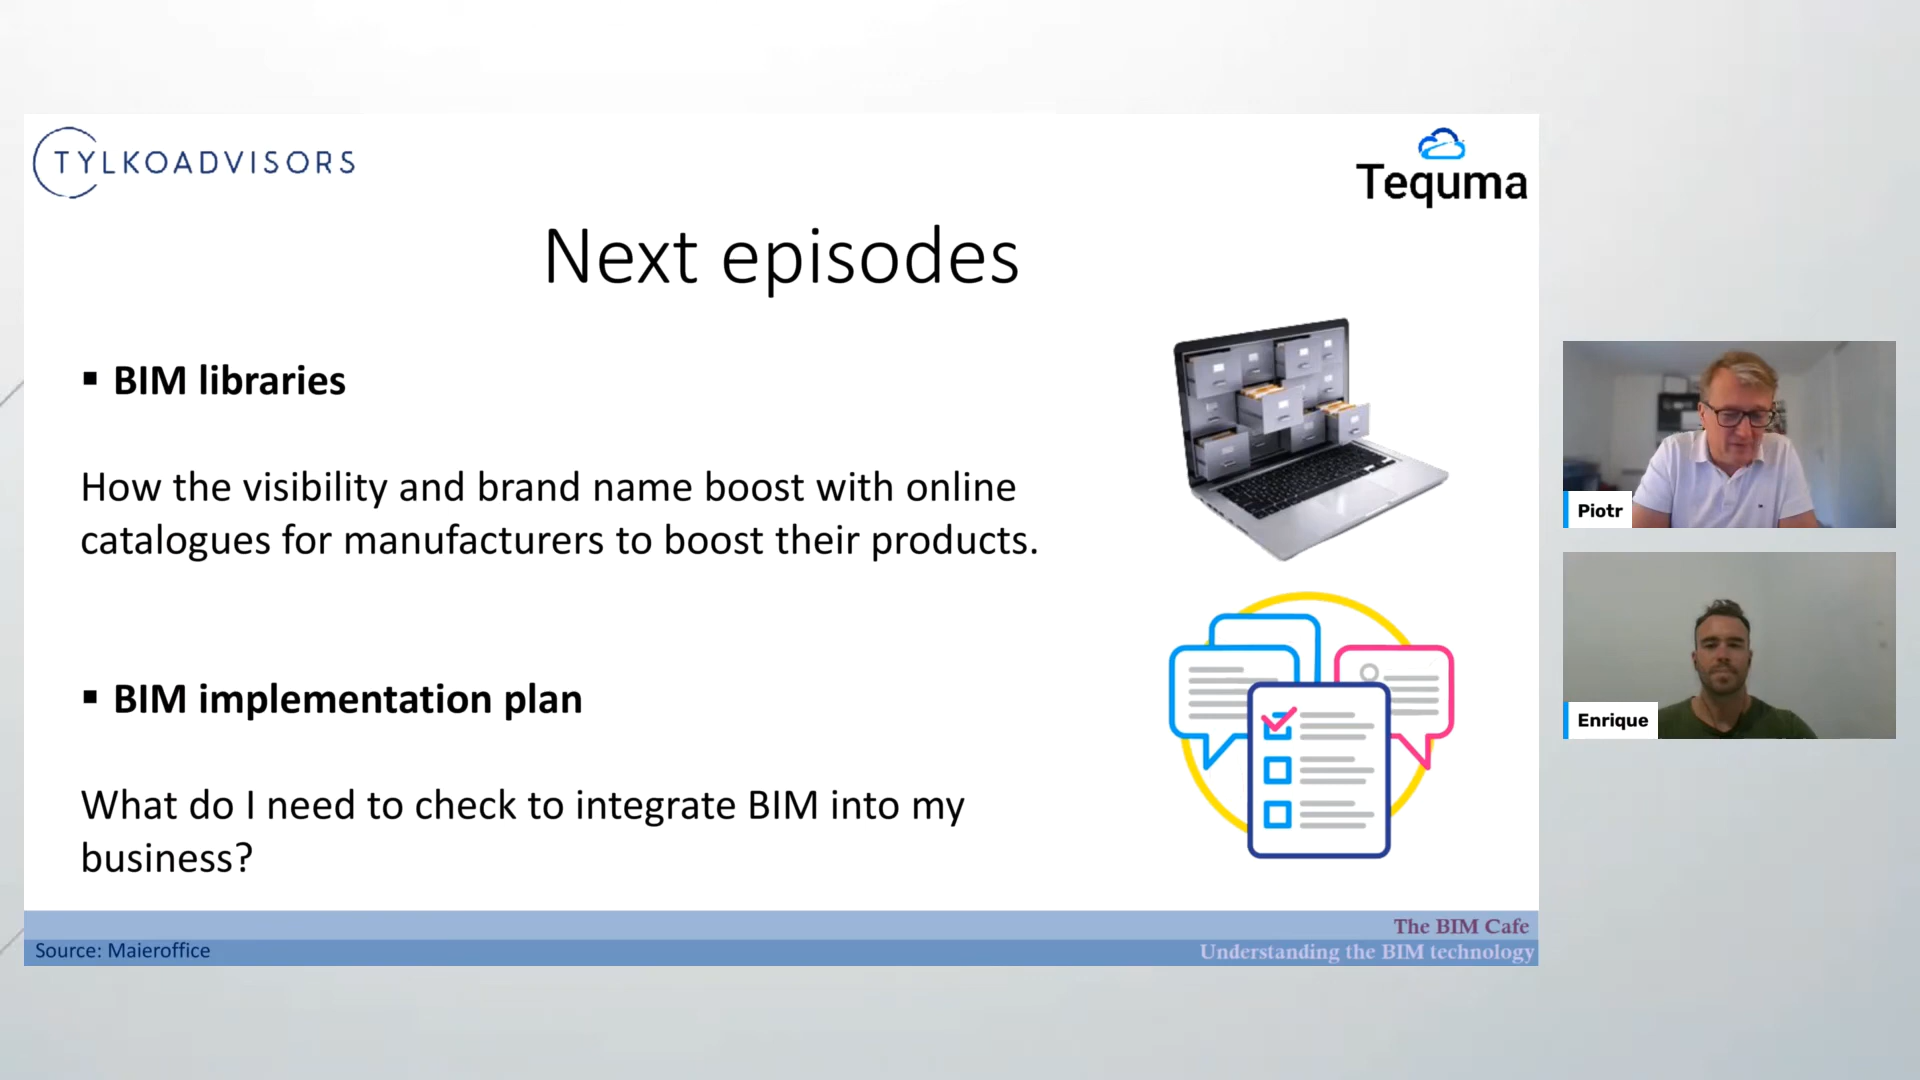 TYLKOADVISORS
Tequma
Next episodes
▪ BIM libraries
How the visibility and brand name boost with online
catalogues for manufacturers to boost their products.
▪ BIM implementation plan
What do I need to check to integrate BIM into my
business?
The BIM Cafe
Source: Maieroffice
Understanding the BIM technology
Piotr
Enrique